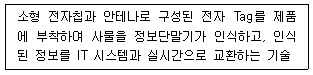 소형 전자칩과 안테나로 구성된 전자 Tag를 제품
에 부착하여 사물을 정보단말기가 인식하고, 인식
된 정보를 IT 시스템과 실시간으로 교환하는 기술